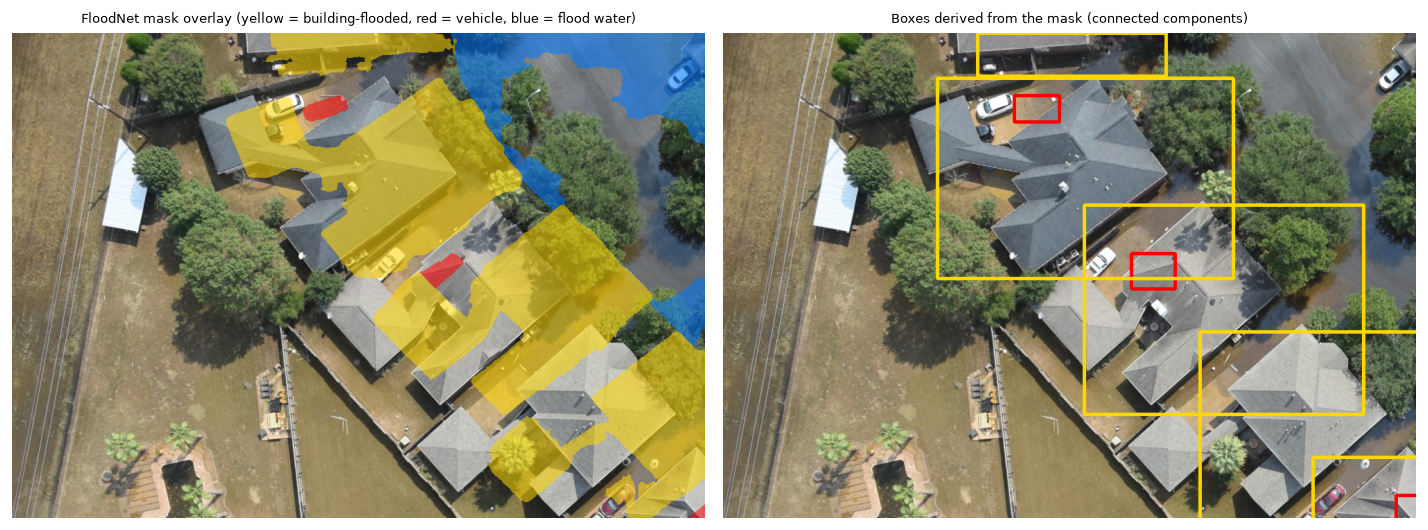 FloodNet mask overlay (yellow = building-flooded, red = vehicle, blue = flood water)
Boxes derived from the mask (connected components)